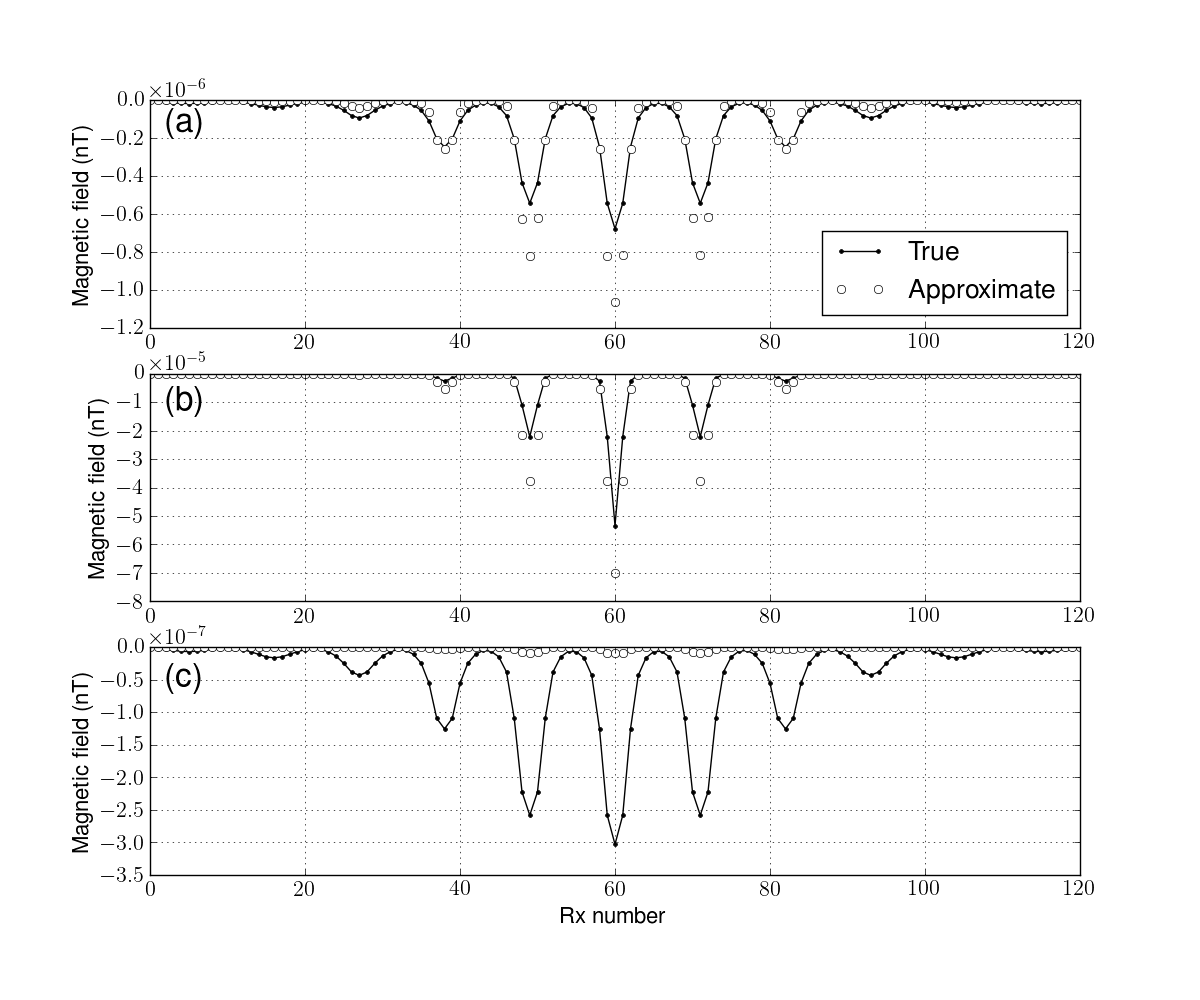 ×10⁻⁶
0.0
−0.2
−0.4
−0.6
−0.8
−1.0
−1.2
Magnetic field (nT)
(a)
True
Approximate
0 20 40 60 80 100 120
×10⁻⁵
0
−1
−2
−3
−4
−5
−6
−7
−8
Magnetic field (nT)
(b)
0 20 40 60 80 100 120
×10⁻⁷
0.0
−0.5
−1.0
−1.5
−2.0
−2.5
−3.0
−3.5
Magnetic field (nT)
(c)
0 20 40 60 80 100 120
Rx number